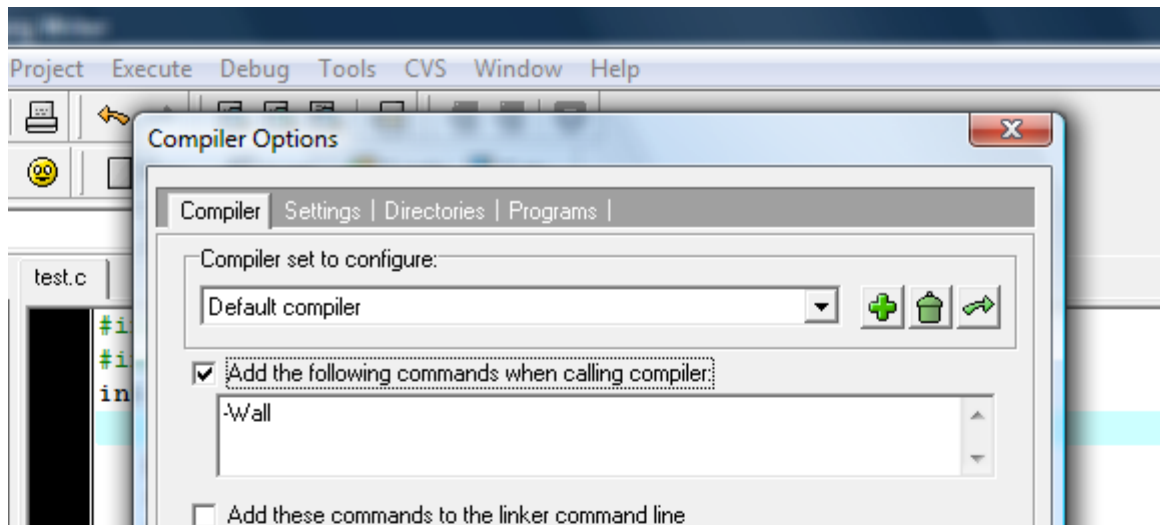 Project Execute Debug Tools CVS Window Help
Compiler Options
Compiler Settings | Directories | Programs |
Compiler set to configure:
test.c
Default compiler
#i
#i
Add the following commands when calling compiler:
in
-Wall
Add these commands to the linker command line